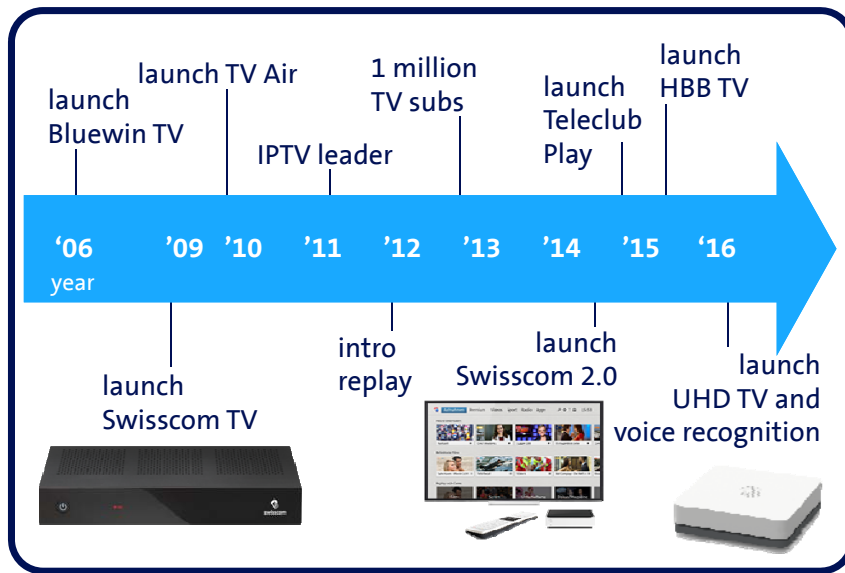 launch TV Air
1 million
TV subs
launch
HBB TV
launch
Bluewin TV
launch
Teleclub
Play
IPTV leader
‘06 ’09 ’10 ’11 ’12 ’13 ’14 ’15 ’16
year
intro
replay
launch
Swisscom 2.0
launch
UHD TV and
voice recognition
launch
Swisscom TV
swisscom